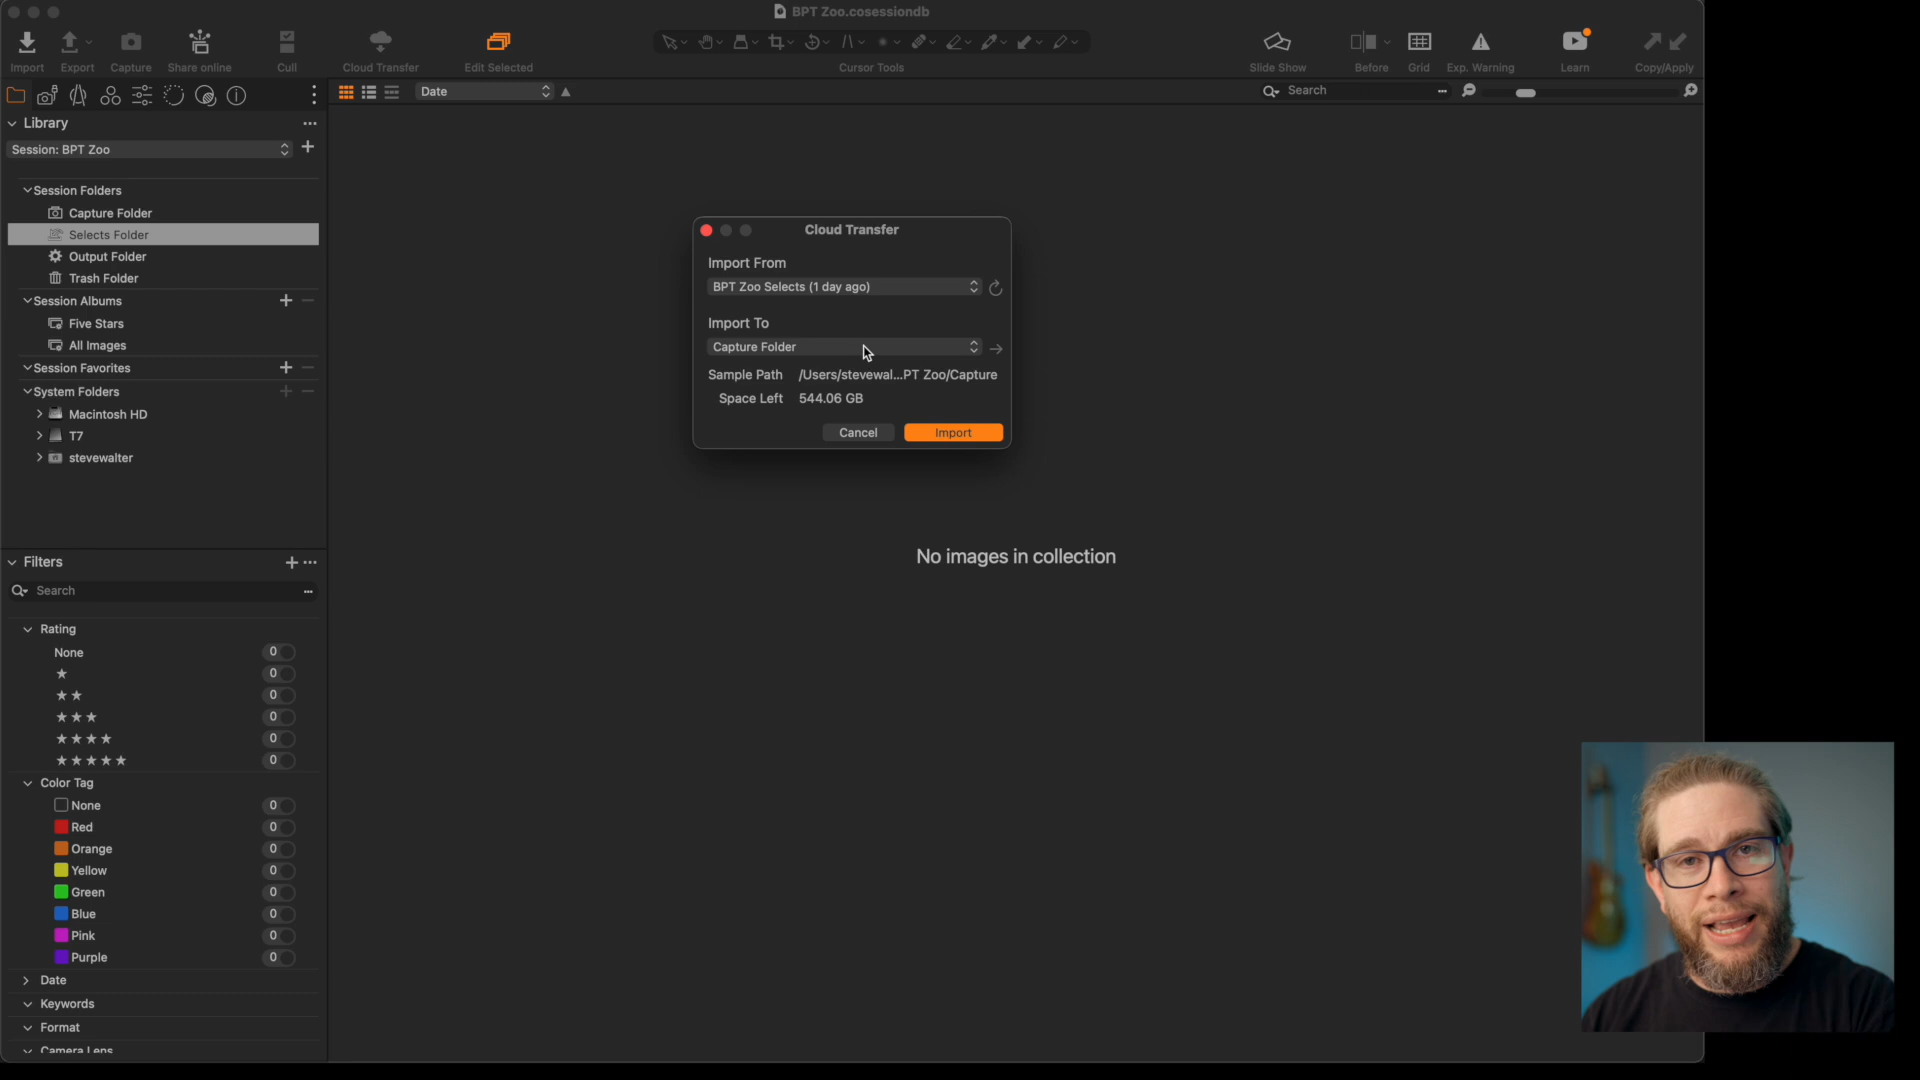 BPT Zoo.cosessiondb
Import
Export
Capture
Share online
Cull
Cloud Transfer
Edit Selected
Cursor Tools
Slide Show
Before
Grid
Exp. Warning
Learn
Copy/Apply
Date
Search
Library
Session: BPT Zoo
Session Folders
Capture Folder
Selects Folder
Output Folder
Trash Folder
Session Albums
Five Stars
All Images
Session Favorites
System Folders
Macintosh HD
T7
stevewalter
Cloud Transfer
Import From
BPT Zoo Selects (1 day ago)
Import To
Capture Folder
Sample Path /Users/stevewal...PT Zoo/Capture
Space Left 544.06 GB
Cancel Import
No images in collection
Filters
Search
Rating
None 0
★ 0
★★ 0
★★★ 0
★★★★ 0
★★★★★ 0
Color Tag
None 0
Red 0
Orange 0
Yellow 0
Green 0
Blue 0
Pink 0
Purple 0
Date
Keywords
Format
Camera Lens